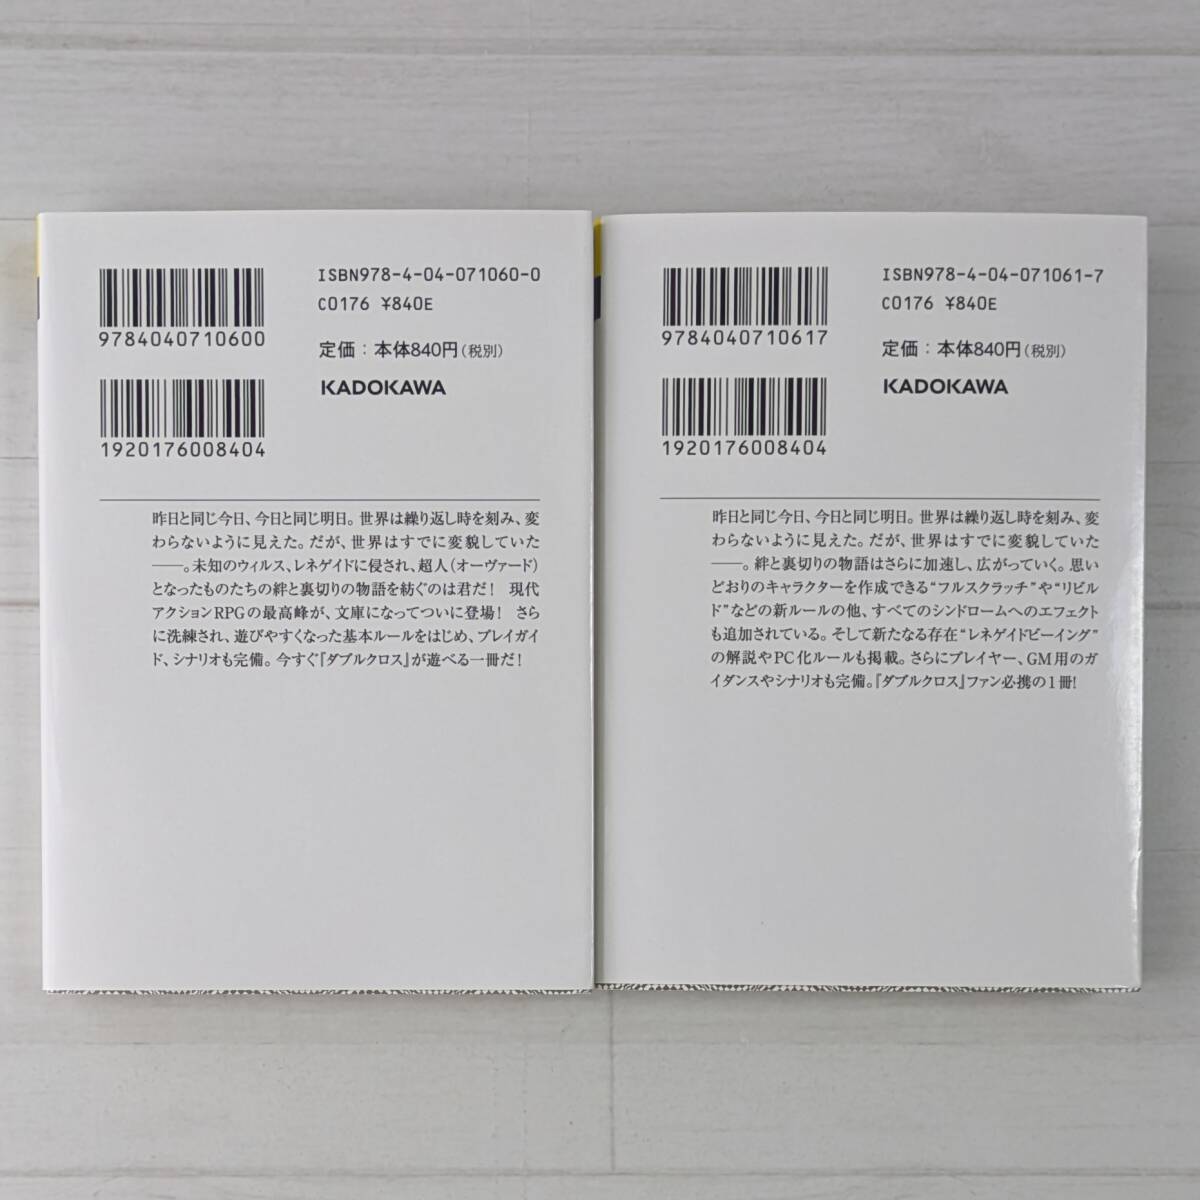 9784040710600
ISBN978-4-04-071060-0
C0176 ¥840E
定価：本体840円（税別）
KADOKAWA
1920176008404
昨日と同じ今日、今日と同じ明日。世界は繰り返し時を刻み、変
わらないように見えた。だが、世界はすでに変貌していた
――。未知のウィルス、レネゲイドに侵され、超人（オーヴァード）
となったものたちの絆と裏切りの物語を紡ぐのは君だ！　現代
アクションRPGの最高峰が、文庫になってついに登場！　さら
に洗練され、遊びやすくなった基本ルールをはじめ、プレイガイ
ド、シナリオも完備。今すぐ『ダブルクロス』が遊べる一冊だ！
9784040710617
ISBN978-4-04-071061-7
C0176 ¥840E
定価：本体840円（税別）
KADOKAWA
1920176008404
昨日と同じ今日、今日と同じ明日。世界は繰り返し時を刻み、変
わらないように見えた。だが、世界はすでに変貌していた
――。絆と裏切りの物語はさらに加速し、広がっていく。思い
どおりのキャラクターを作成できる“フルスクラッチ”や“リビル
ド”などの新ルールの他、すべてのシンドロームへのエフェクト
も追加されている。そして新たなる存在“レネゲイドビーイング”
の解説やPC化ルールも掲載。さらにプレイヤー、GM用のガ
イダンスやシナリオも完備。『ダブルクロス』ファン必携の1冊！